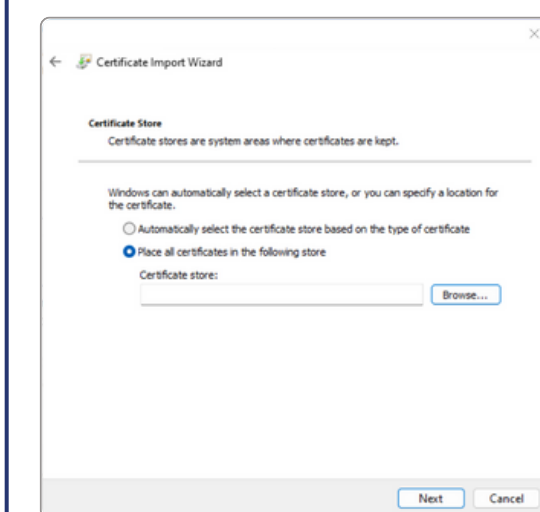 Certificate Import Wizard
Certificate Store
Certificate stores are system areas where certificates are kept.
Windows can automatically select a certificate store, or you can specify a location for
the certificate.
Automatically select the certificate store based on the type of certificate
Place all certificates in the following store
Certificate store:
Browse...
Next
Cancel